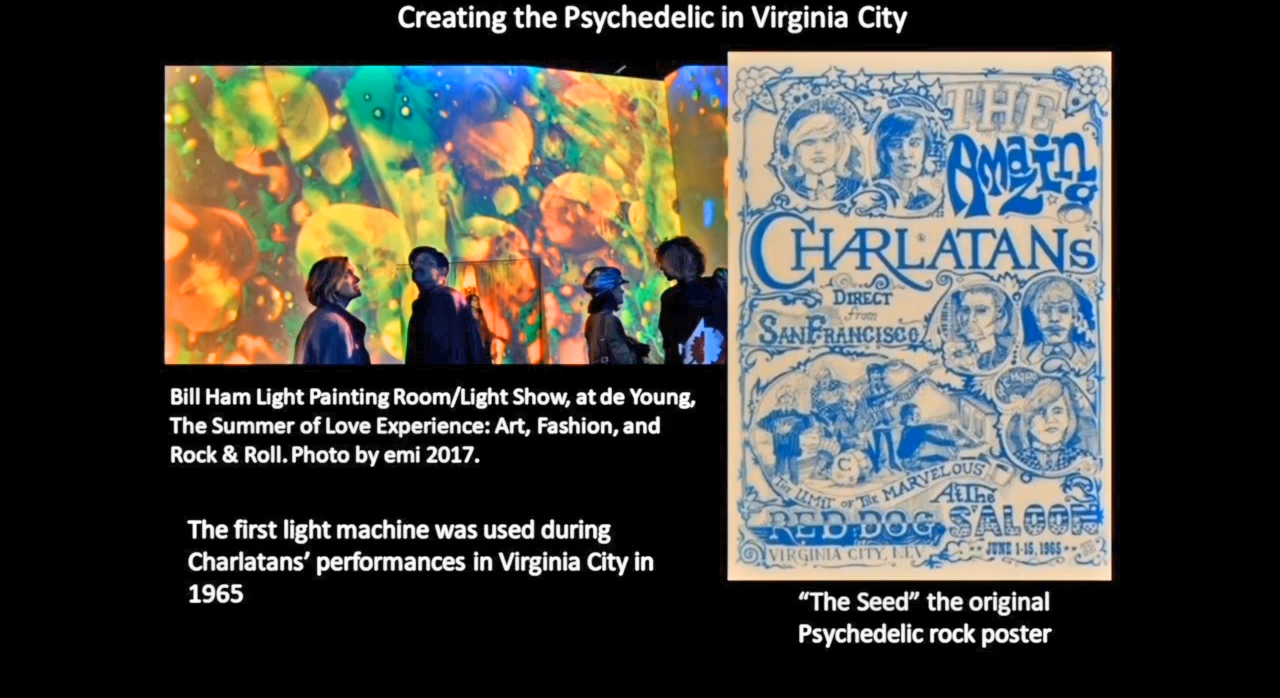 Creating the Psychedelic in Virginia City
THE
AMAZING
CHARLATANS
DIRECT
from
SAN FRANCISCO
THE LIMIT OF THE MARVELOUS
At The
RED DOG SALOON
VIRGINIA CITY, NEV.
JUNE 1-15, 1965
Bill Ham Light Painting Room/Light Show, at de Young,
The Summer of Love Experience: Art, Fashion, and
Rock & Roll. Photo by emi 2017.
The first light machine was used during
Charlatans’ performances in Virginia City in
1965
“The Seed” the original
Psychedelic rock poster